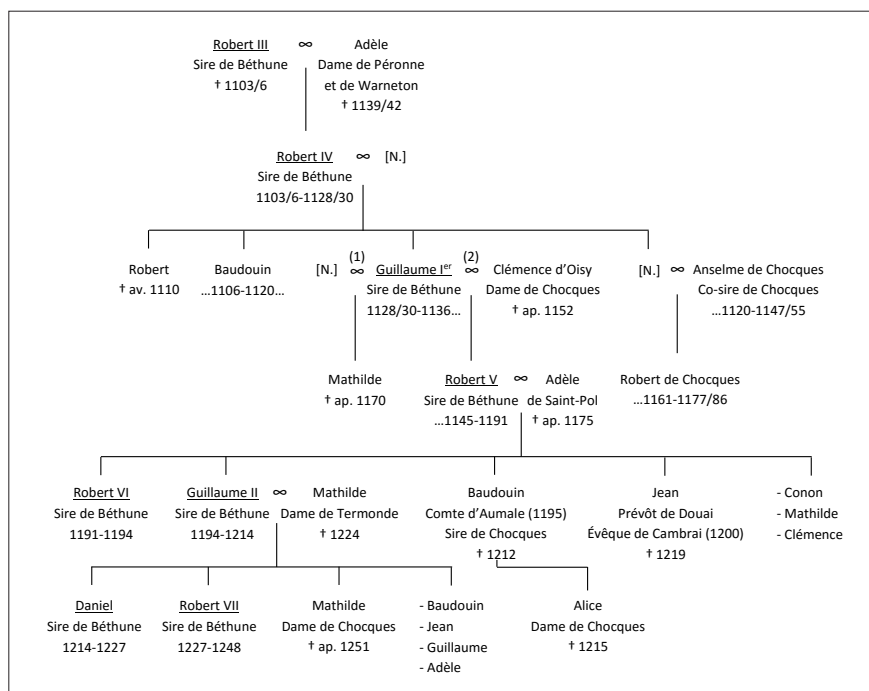 Robert III ∞ Adèle
Sire de Béthune Dame de Péronne
† 1103/6 et de Warneton
† 1139/42
Robert IV ∞ [N.]
Sire de Béthune
1103/6-1128/30
(1) (2)
Robert Baudouin [N.] ∞ Guillaume Ier ∞ Clémence d’Oisy [N.] ∞ Anselme de Chocques
† av. 1110 ...1106-1120... Sire de Béthune Dame de Chocques Co-sire de Chocques
1128/30-1136... † ap. 1152 ...1120-1147/55
Mathilde Robert V ∞ Adèle Robert de Chocques
† ap. 1170 Sire de Béthune de Saint-Pol ...1161-1177/86
...1145-1191 † ap. 1175
Robert VI Guillaume II ∞ Mathilde Baudouin Jean - Conon
Sire de Béthune Sire de Béthune Dame de Termonde Comte d’Aumale (1195) Prévôt de Douai - Mathilde
1191-1194 1194-1214 † 1224 Sire de Chocques Évêque de Cambrai (1200) - Clémence
† 1212 † 1219
Daniel Robert VII Mathilde - Baudouin Alice
Sire de Béthune Sire de Béthune Dame de Chocques - Jean Dame de Chocques
1214-1227 1227-1248 † ap. 1251 - Guillaume † 1215
- Adèle